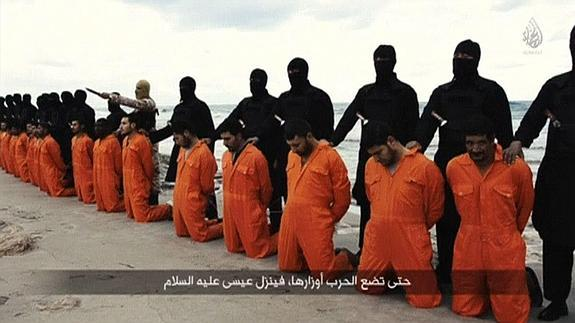 حتى تضع الحرب أوزارها، فينزل عيسى عليه السلام